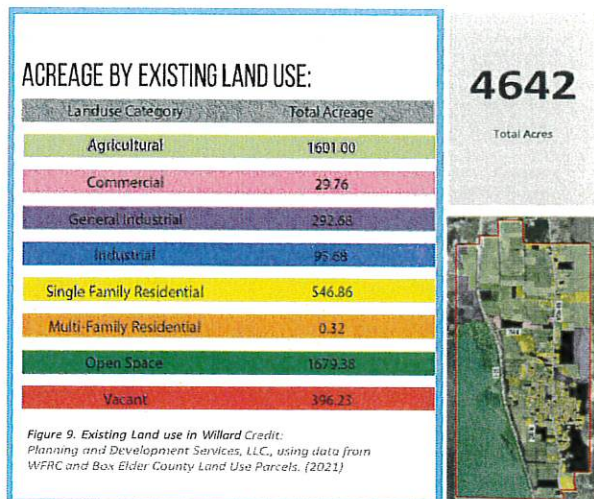 ACREAGE BY EXISTING LAND USE:
Landuse Category Total Acreage
Agricultural 1601.00
Commercial 29.76
General Industrial 292.68
Industrial 95.68
Single Family Residential 546.86
Multi-Family Residential 0.32
Open Space 1679.38
Vacant 396.23
Figure 9. Existing Land use in Willard Credit:
Planning and Development Services, LLC., using data from
WFRC and Box Elder County Land Use Parcels. (2021)
4642
Total Acres